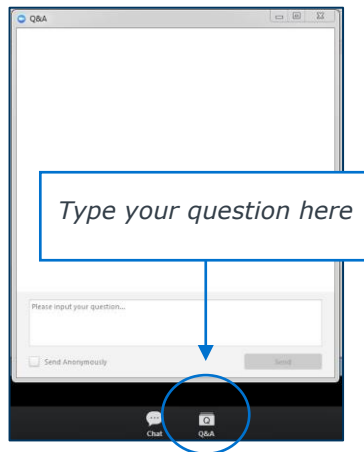 Q&A
Type your question here
Please input your question...
Send Anonymously
Send
Q
Chat
Q&A